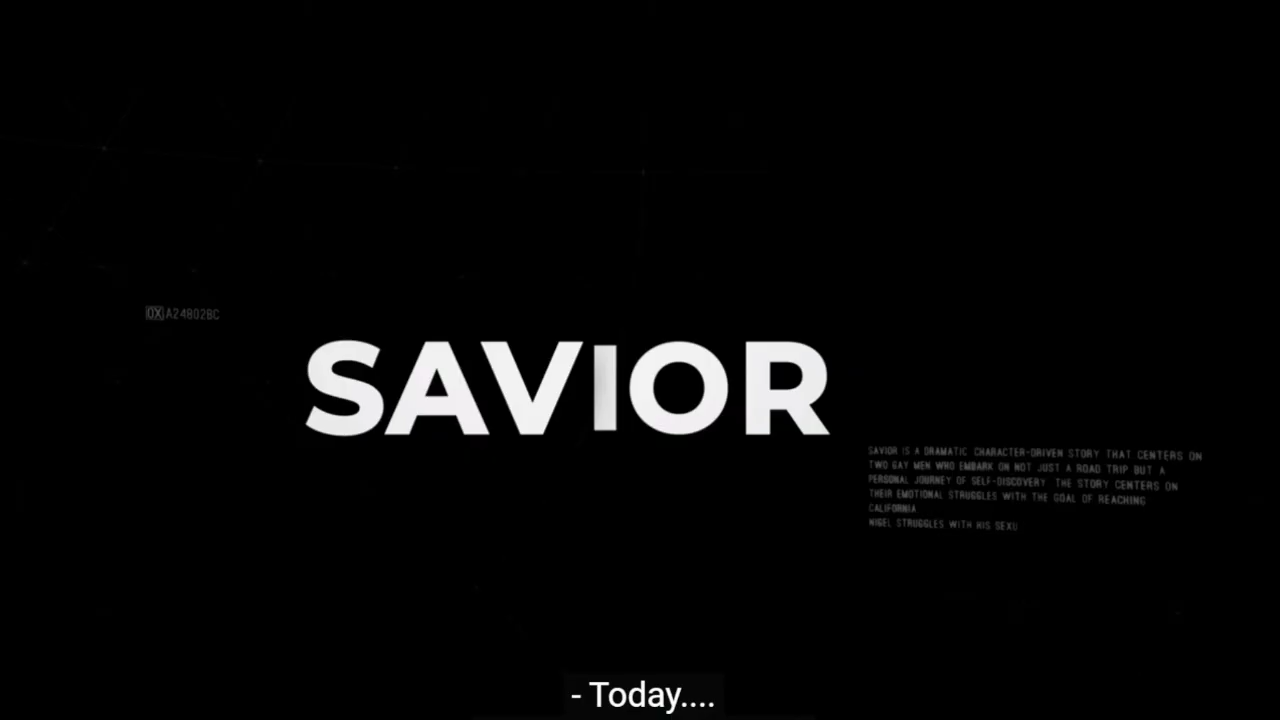 0XA24802BC
SAVIOR
SAVIOR IS A DRAMATIC CHARACTER-DRIVEN STORY THAT CENTERS ON
TWO GAY MEN WHO EMBARK ON NOT JUST A ROAD TRIP BUT A
PERSONAL JOURNEY OF SELF-DISCOVERY THE STORY CENTERS ON
THEIR EMOTIONAL STRUGGLES WITH THE GOAL OF REACHING
CALIFORNIA
NIGEL STRUGGLES WITH HIS SEXU
- Today....